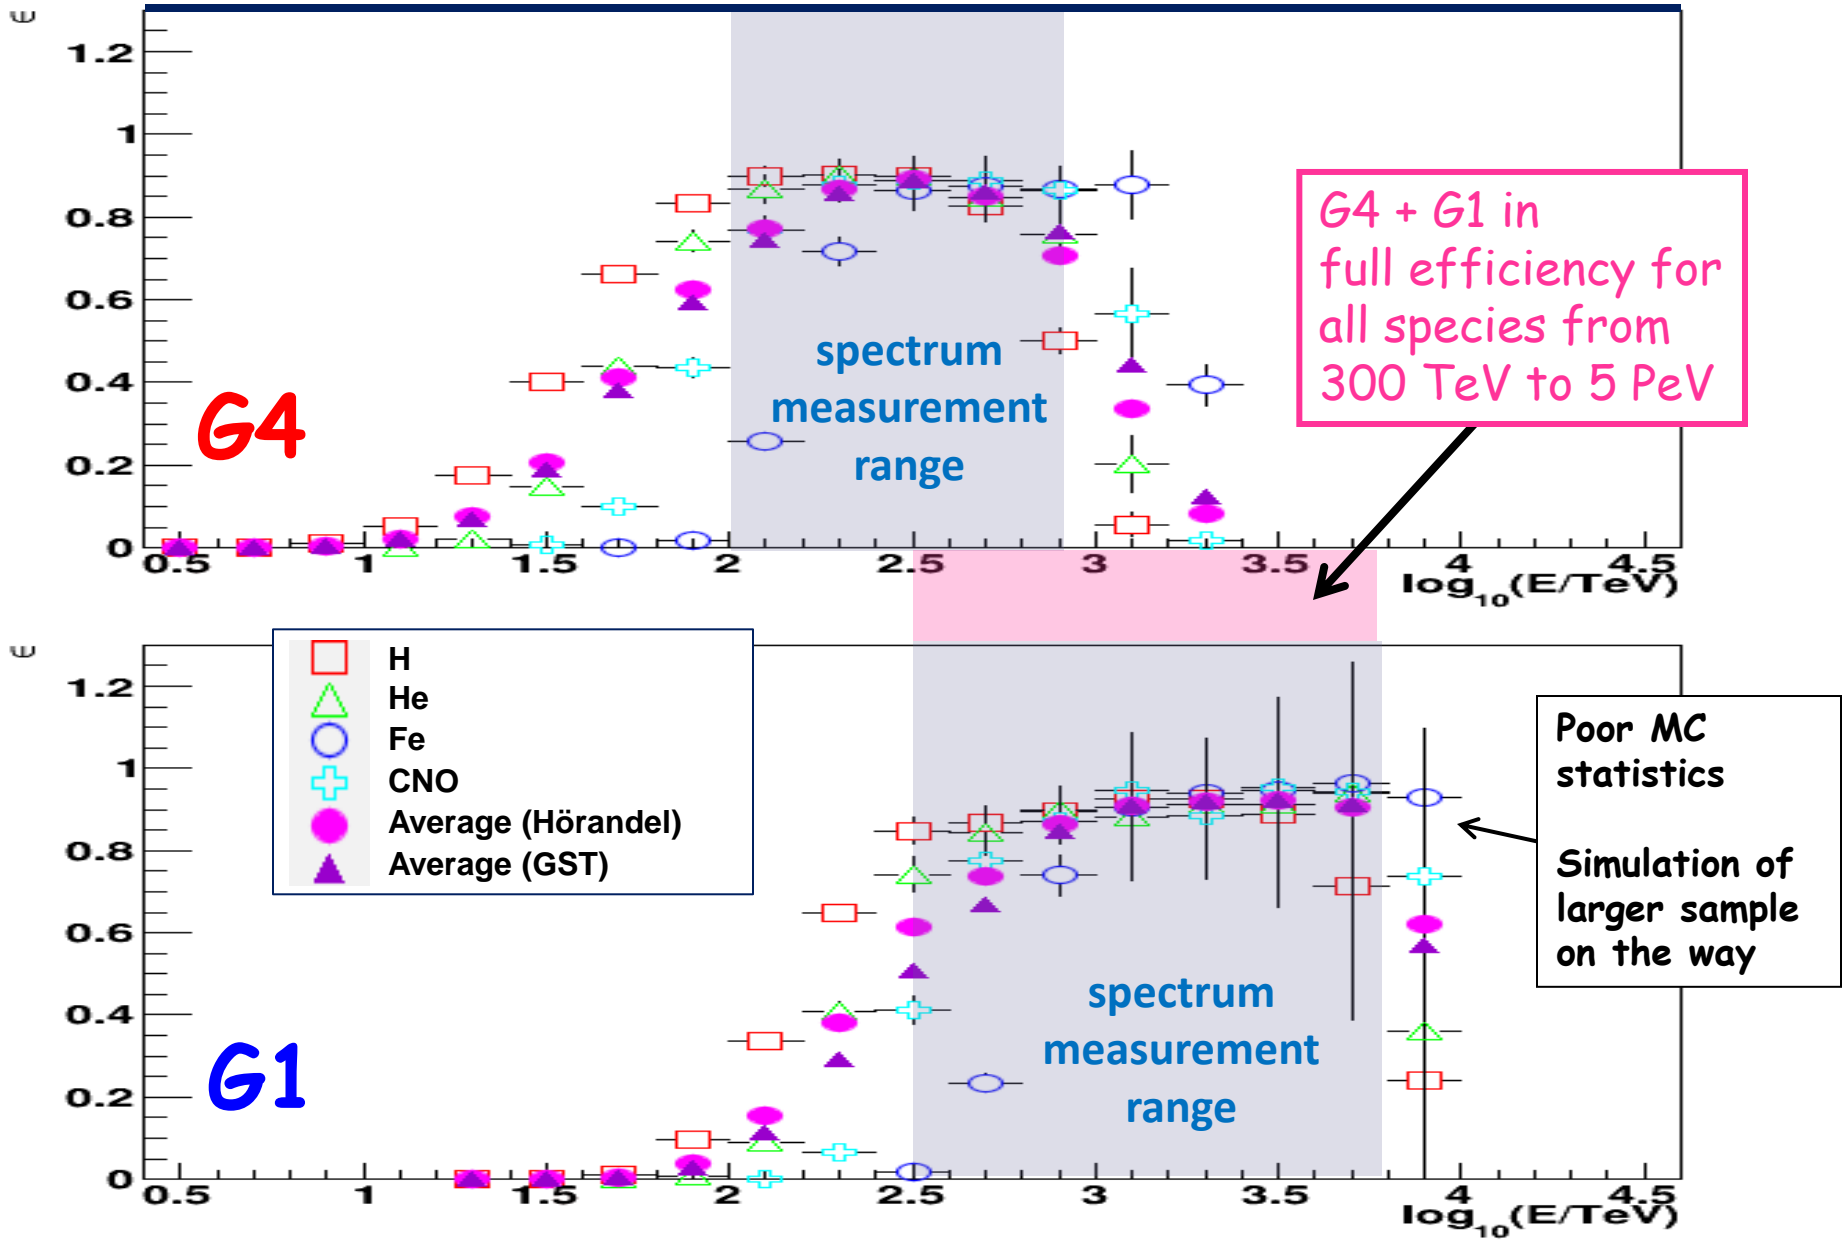 ϵ
1.2
1
0.8
0.6
0.4
0.2
0
G4
spectrum
measurement
range
G4 + G1 in
full efficiency for
all species from
300 TeV to 5 PeV
0.5 1 1.5 2 2.5 3 3.5 4 4.5
log10(E/TeV)
ϵ
1.2
1
0.8
0.6
0.4
0.2
0
H
He
Fe
CNO
Average (Hörandel)
Average (GST)
G1
spectrum
measurement
range
Poor MC
statistics
Simulation of
larger sample
on the way
0.5 1 1.5 2 2.5 3 3.5 4 4.5
log10(E/TeV)